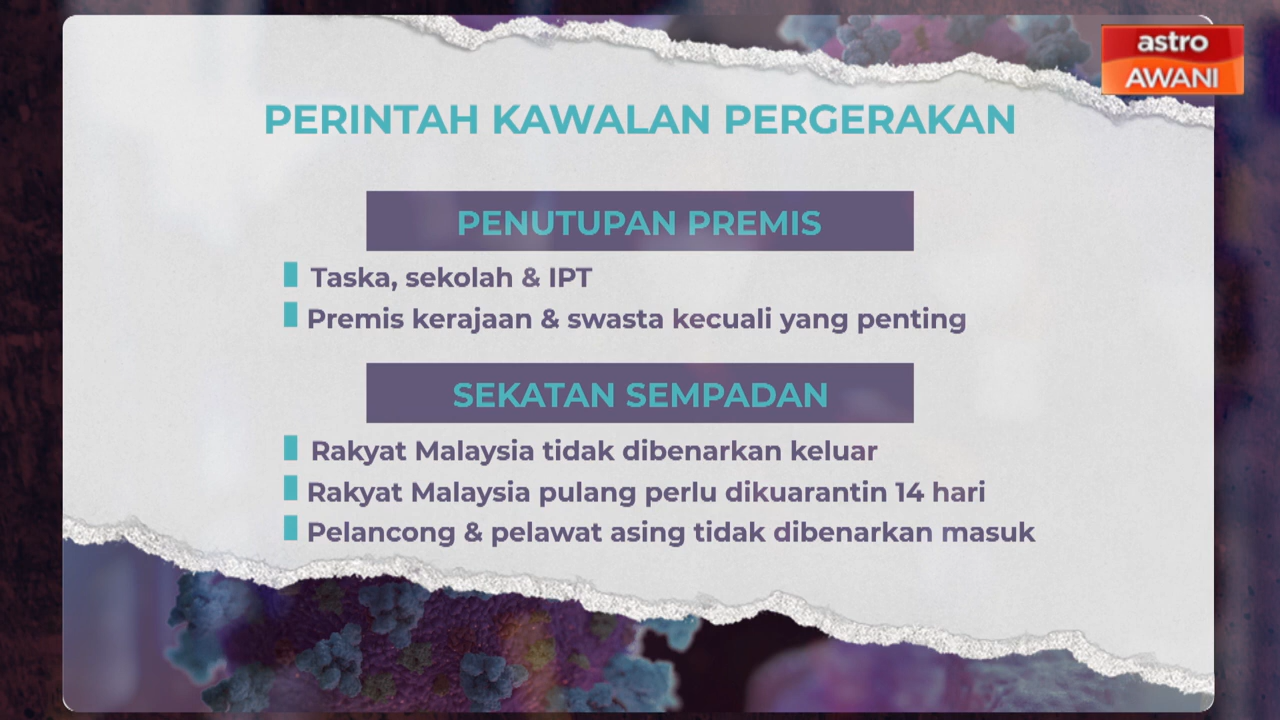 astro
AWANI
PERINTAH KAWALAN PERGERAKAN
PENUTUPAN PREMIS
Taska, sekolah & IPT
Premis kerajaan & swasta kecuali yang penting
SEKATAN SEMPADAN
Rakyat Malaysia tidak dibenarkan keluar
Rakyat Malaysia pulang perlu dikuarantin 14 hari
Pelancong & pelawat asing tidak dibenarkan masuk